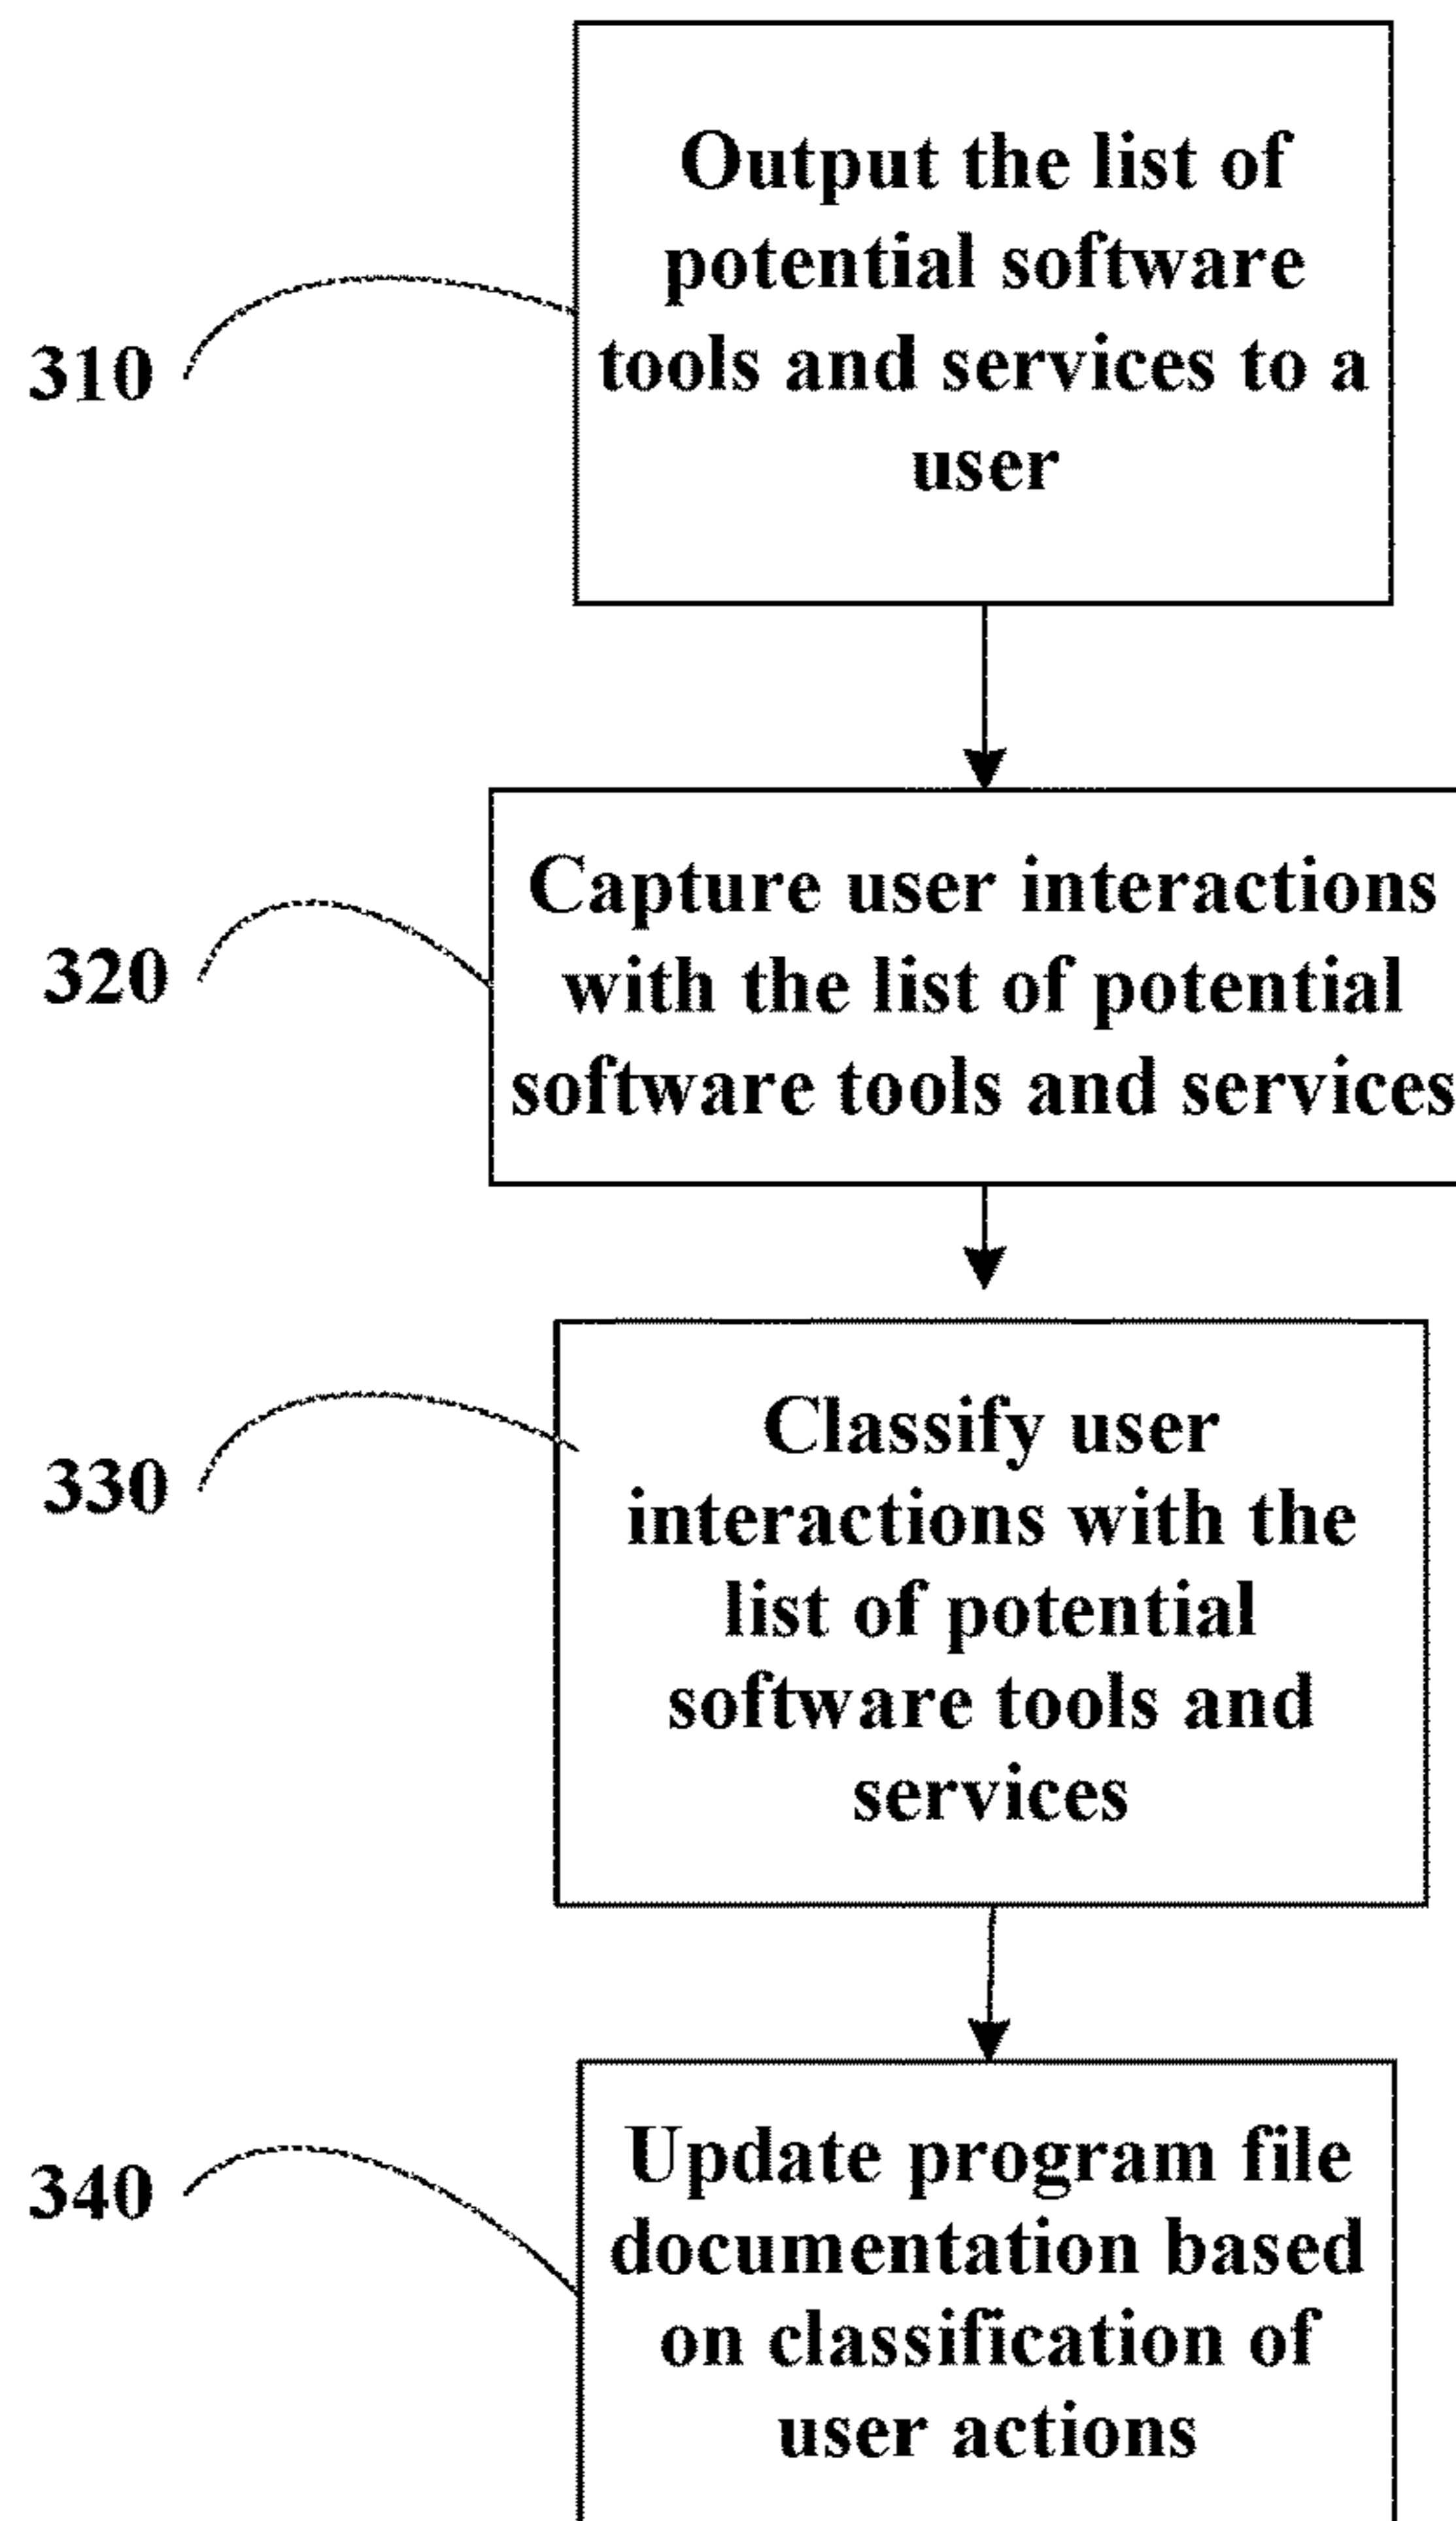 Output the list of
potential software
tools and services to a
user
310
Capture user interactions
with the list of potential
software tools and services
320
Classify user
interactions with the
list of potential
software tools and
services
330
Update program file
documentation based
on classification of
user actions
340